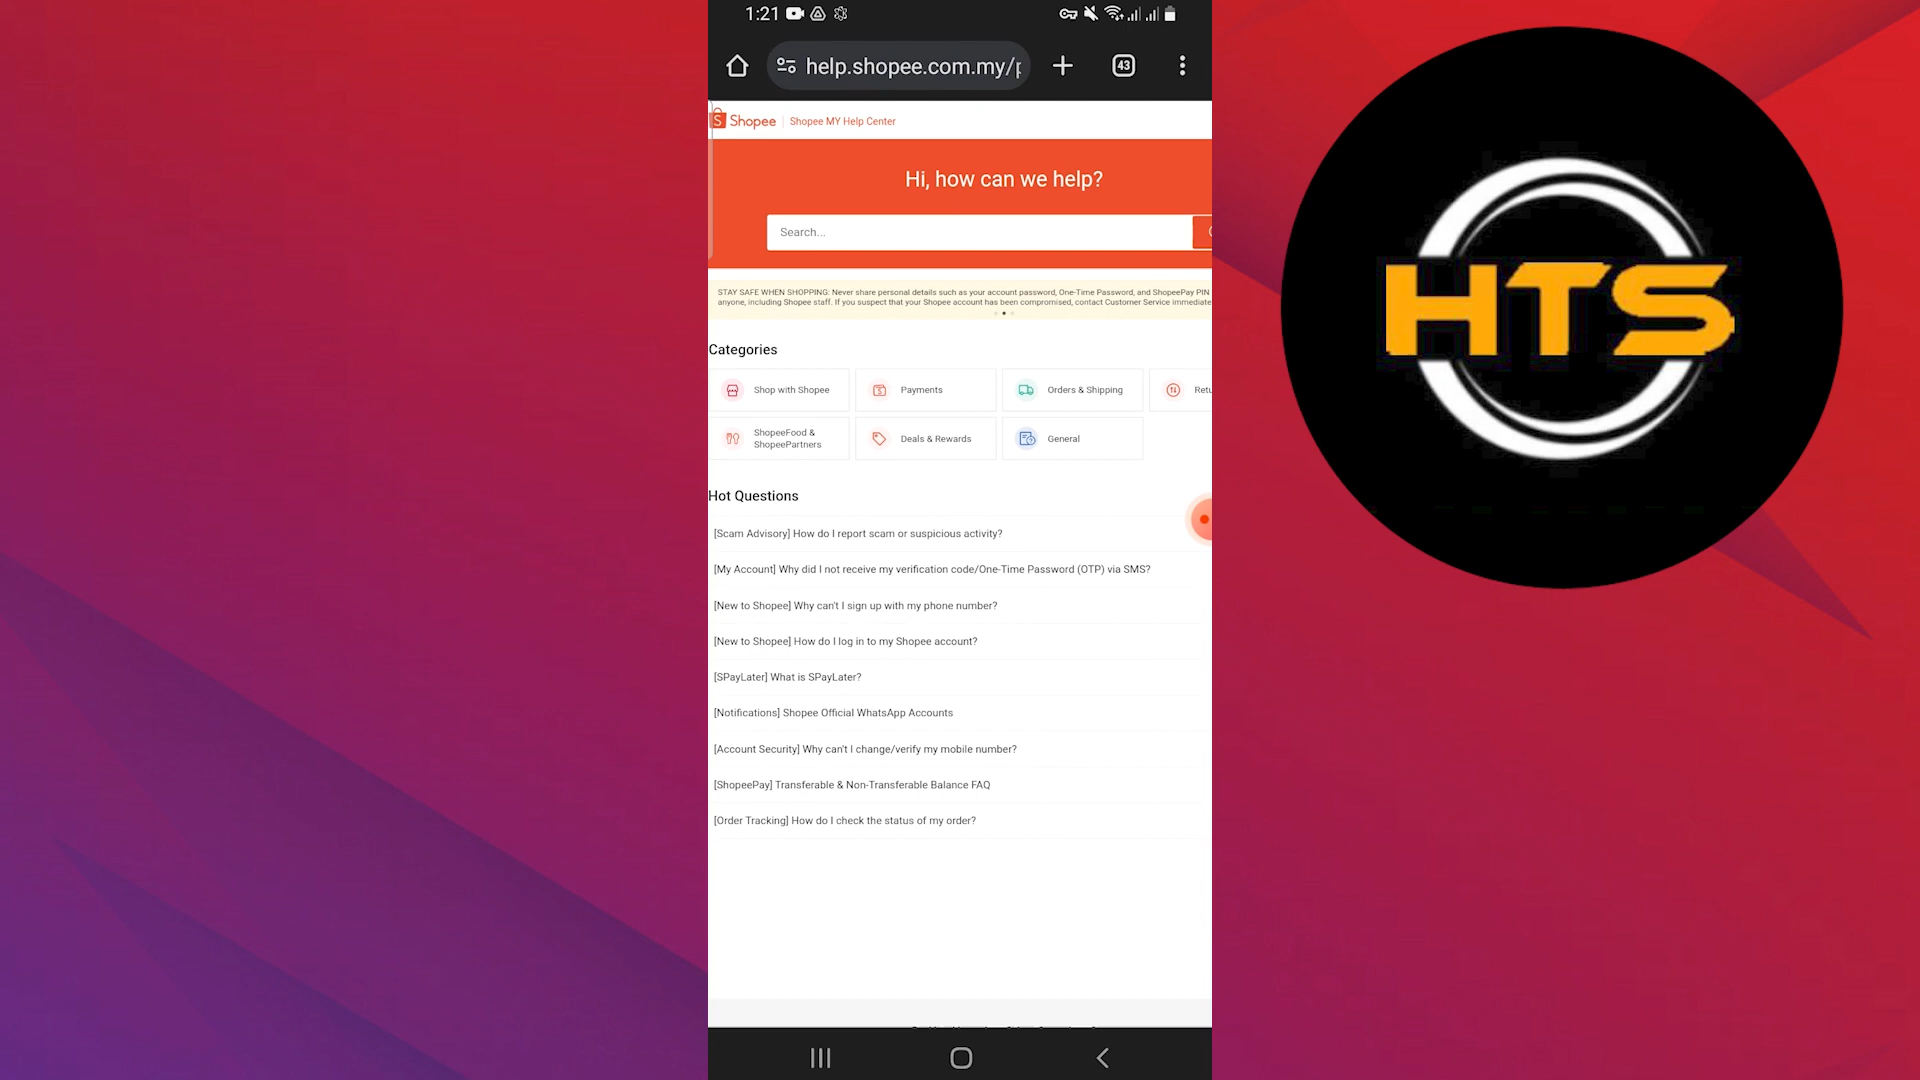 1:21
help.shopee.com.my/p
43
Shopee
Shopee MY Help Center
Hi, how can we help?
Search...
STAY SAFE WHEN SHOPPING: Never share personal details such as your account password, One-Time Password, and ShopeePay PIN
anyone, including Shopee staff. If you suspect that your Shopee account has been compromised, contact Customer Service immediate
Categories
Shop with Shopee
Payments
Orders & Shipping
Retu
ShopeeFood &
ShopeePartners
Deals & Rewards
General
Hot Questions
[Scam Advisory] How do I report scam or suspicious activity?
[My Account] Why did I not receive my verification code/One-Time Password (OTP) via SMS?
[New to Shopee] Why can't I sign up with my phone number?
[New to Shopee] How do I log in to my Shopee account?
[SPayLater] What is SPayLater?
[Notifications] Shopee Official WhatsApp Accounts
[Account Security] Why can't I change/verify my mobile number?
[ShopeePay] Transferable & Non-Transferable Balance FAQ
[Order Tracking] How do I check the status of my order?
HTS